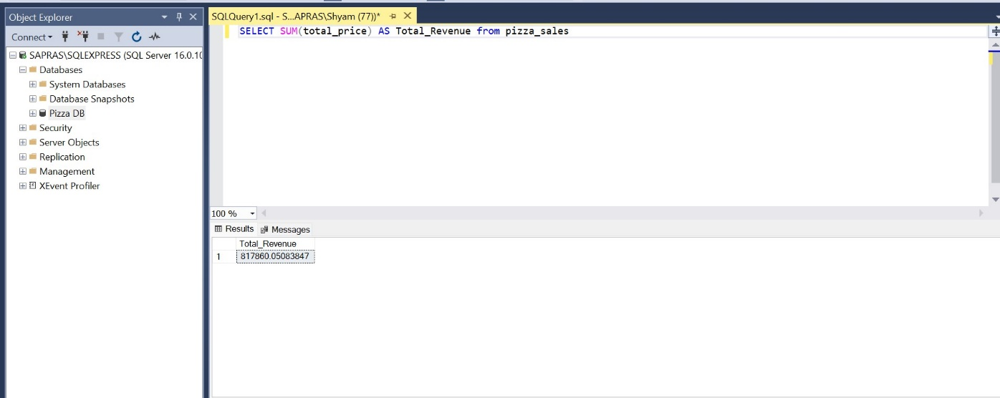 Object Explorer
Connect
SAPRAS\SQLEXPRESS (SQL Server 16.0.10
Databases
System Databases
Database Snapshots
Pizza DB
Security
Server Objects
Replication
Management
XEvent Profiler
SQLQuery1.sql - S...APRAS\Shyam (77))*
SELECT SUM(total_price) AS Total_Revenue from pizza_sales
100 %
Results Messages
Total_Revenue
1 817860.05083847